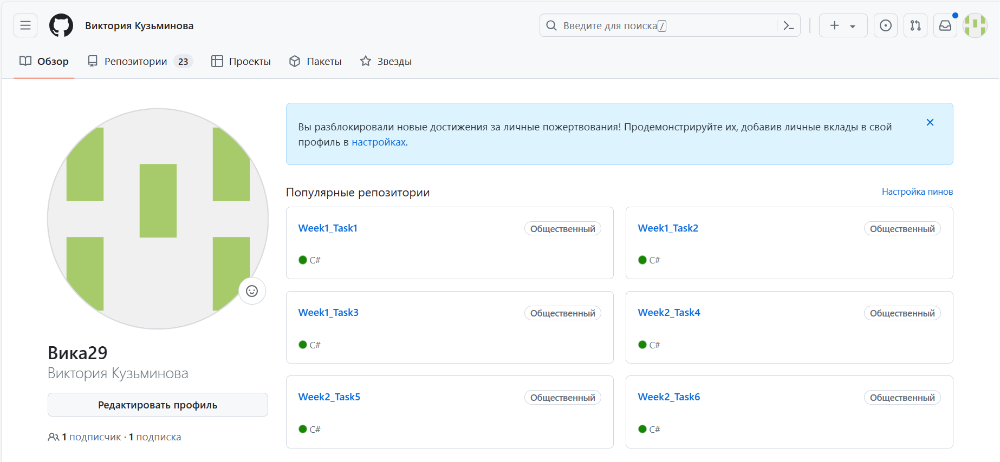 Виктория Кузьминова
Введите для поиска /
Обзор
Репозитории 23
Проекты
Пакеты
Звезды
Вы разблокировали новые достижения за личные пожертвования! Продемонстрируйте их, добавив личные вклады в свой
профиль в настройках.
Популярные репозитории
Настройка пинов
Week1_Task1 Общественный
C#
Week1_Task2 Общественный
C#
Week1_Task3 Общественный
C#
Week2_Task4 Общественный
C#
Week2_Task5 Общественный
C#
Week2_Task6 Общественный
C#
Вика29
Виктория Кузьминова
Редактировать профиль
1 подписчик · 1 подписка